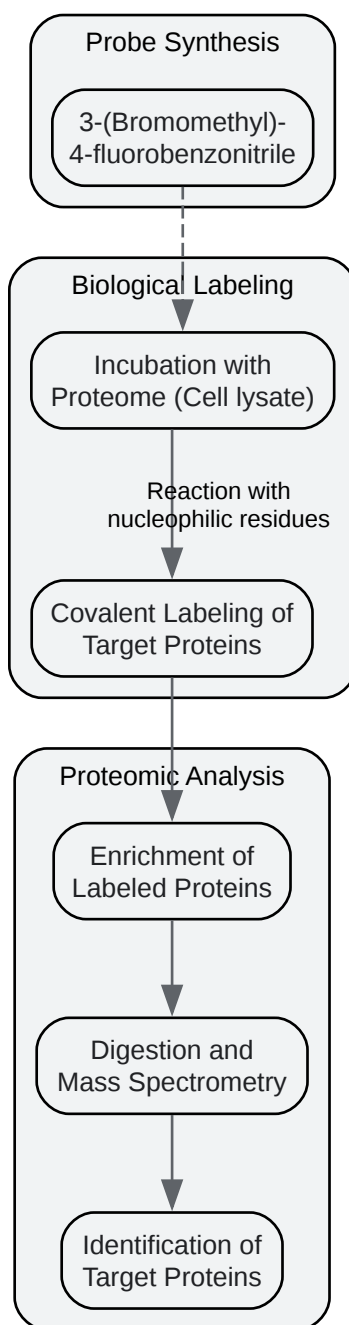 Probe Synthesis
3-(Bromomethyl)-
4-fluorobenzonitrile
Biological Labeling
Incubation with
Proteome (Cell lysate)
Reaction with
nucleophilic residues
Covalent Labeling of
Target Proteins
Proteomic Analysis
Enrichment of
Labeled Proteins
Digestion and
Mass Spectrometry
Identification of
Target Proteins